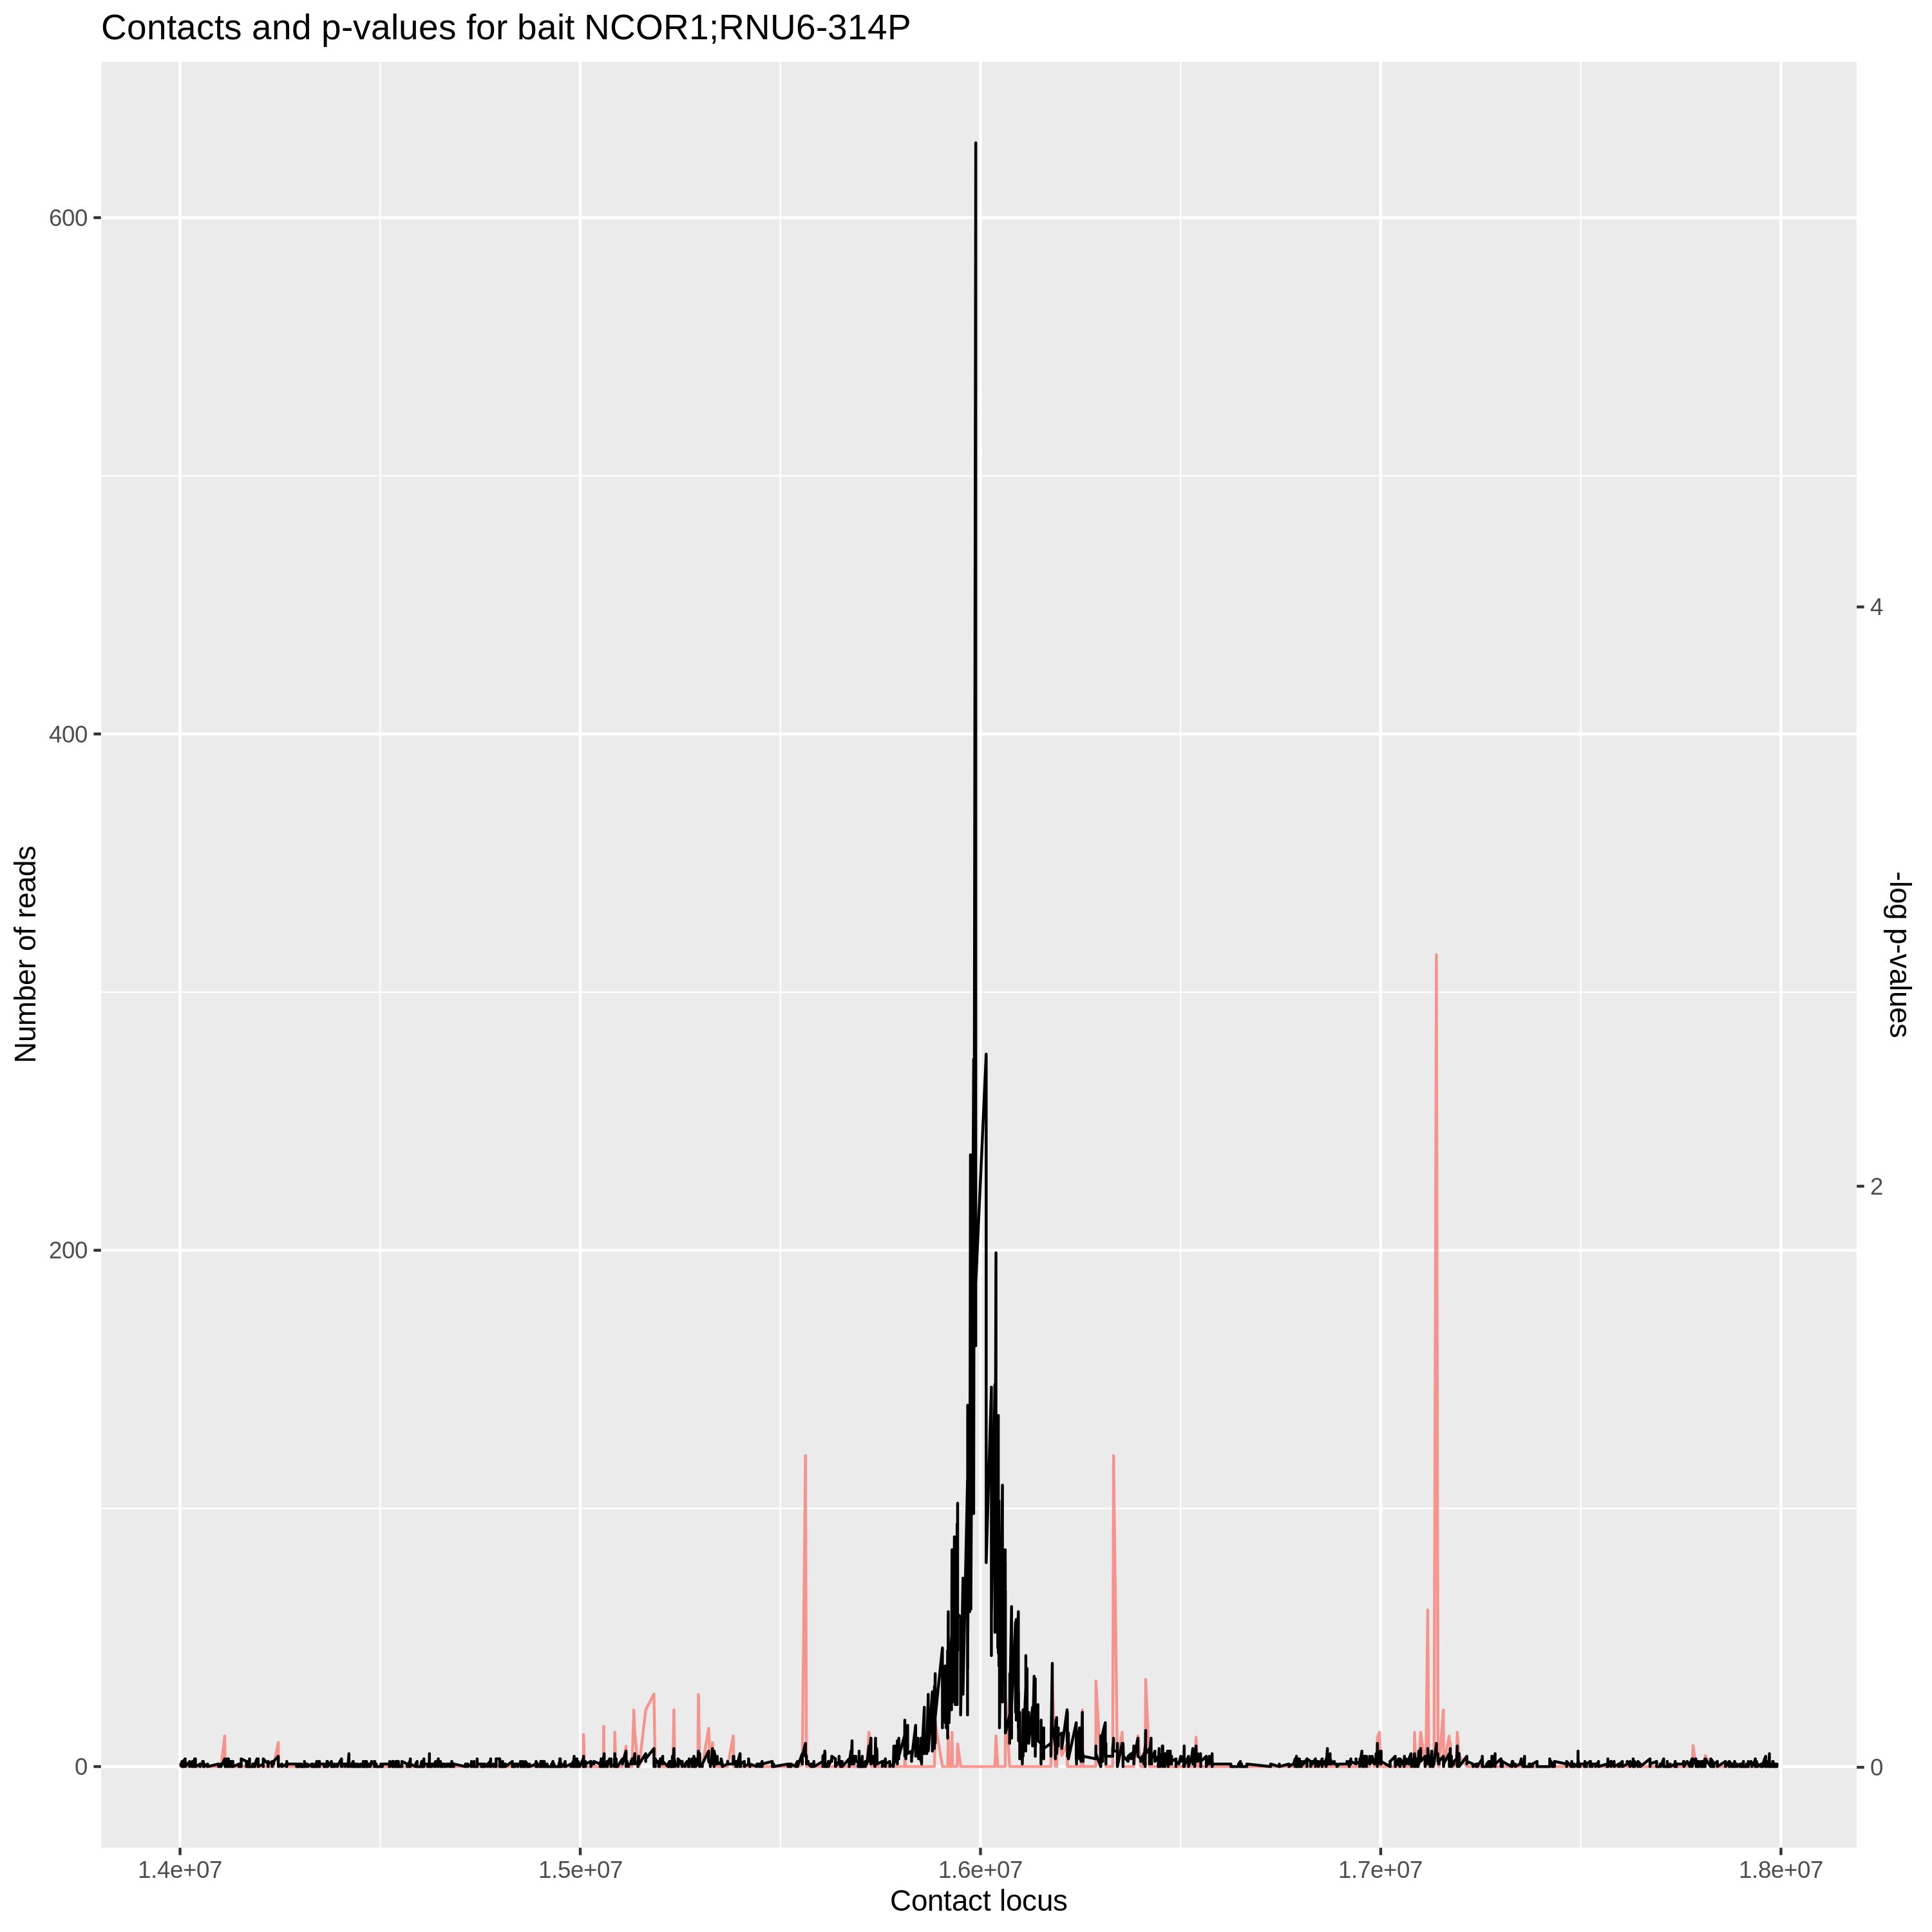 Contacts and p-values for bait NCOR1;RNU6-314P
600
400
200
0
Number of reads
4
2
0
-log p-values
1.4e+07
1.5e+07
1.6e+07
1.7e+07
1.8e+07
Contact locus